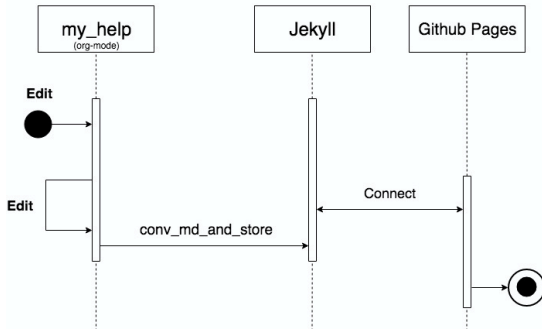 my_help
(org-mode)
Jekyll
Github Pages
Edit
Edit
Connect
conv_md_and_store